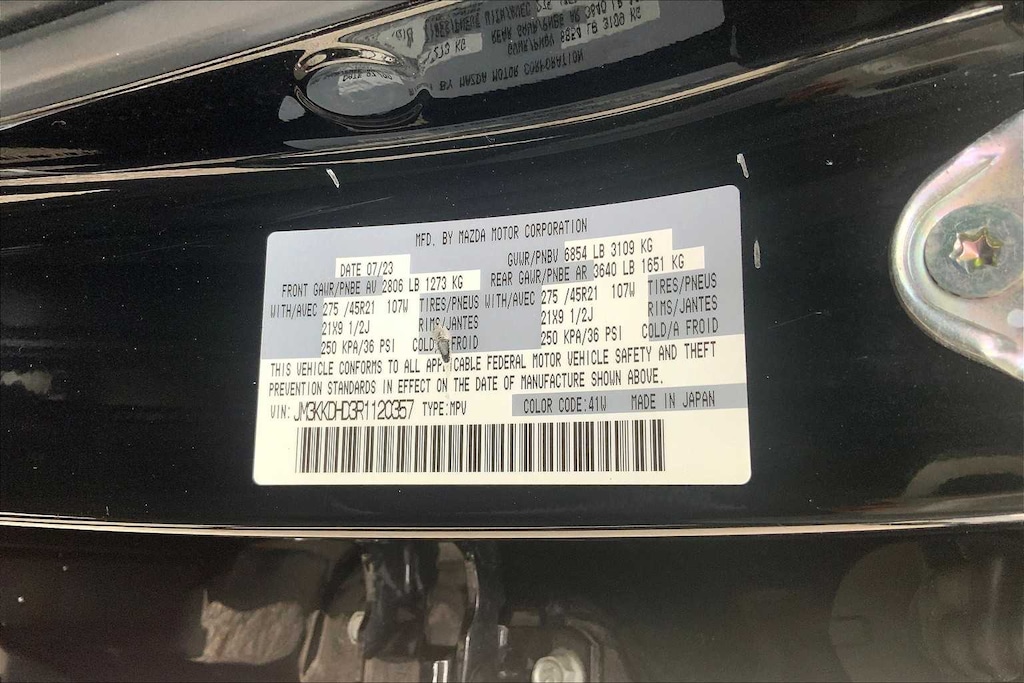 MFD. BY MAZDA MOTOR CORPORATION
DATE 07/23 GVWR/PNBV 6854 LB 3109 KG
FRONT GAWR/PNBE AV 2806 LB 1273 KG REAR GAWR/PNBE AR 3640 LB 1651 KG
WITH/AVEC 275 /45R21 107W TIRES/PNEUS WITH/AVEC 275 /45R21 107W TIRES/PNEUS
21X9 1/2J RIMS/JANTES 21X9 1/2J RIMS/JANTES
250 KPA/36 PSI COLD/A FROID 250 KPA/36 PSI COLD/A FROID
THIS VEHICLE CONFORMS TO ALL APPLICABLE FEDERAL MOTOR VEHICLE SAFETY AND THEFT
PREVENTION STANDARDS IN EFFECT ON THE DATE OF MANUFACTURE SHOWN ABOVE.
VIN: JM3KKDHD3R1120357 TYPE:MPV COLOR CODE:41W MADE IN JAPAN